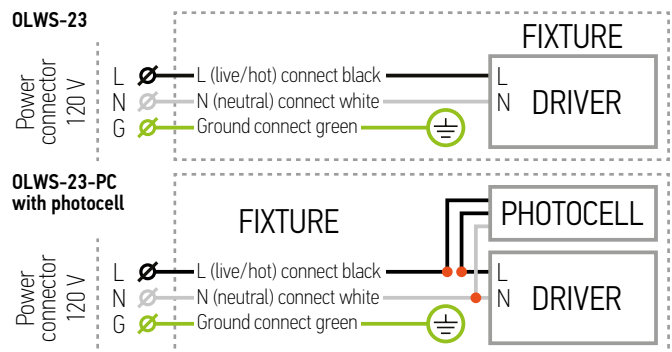 OLWS-23
FIXTURE
Power
connector
120 V
L
N
G
L (live/hot) connect black
N (neutral) connect white
Ground connect green
L
N
DRIVER
OLWS-23-PC
with photocell
FIXTURE
PHOTOCELL
Power
connector
120 V
L
N
G
L (live/hot) connect black
N (neutral) connect white
Ground connect green
L
N
DRIVER